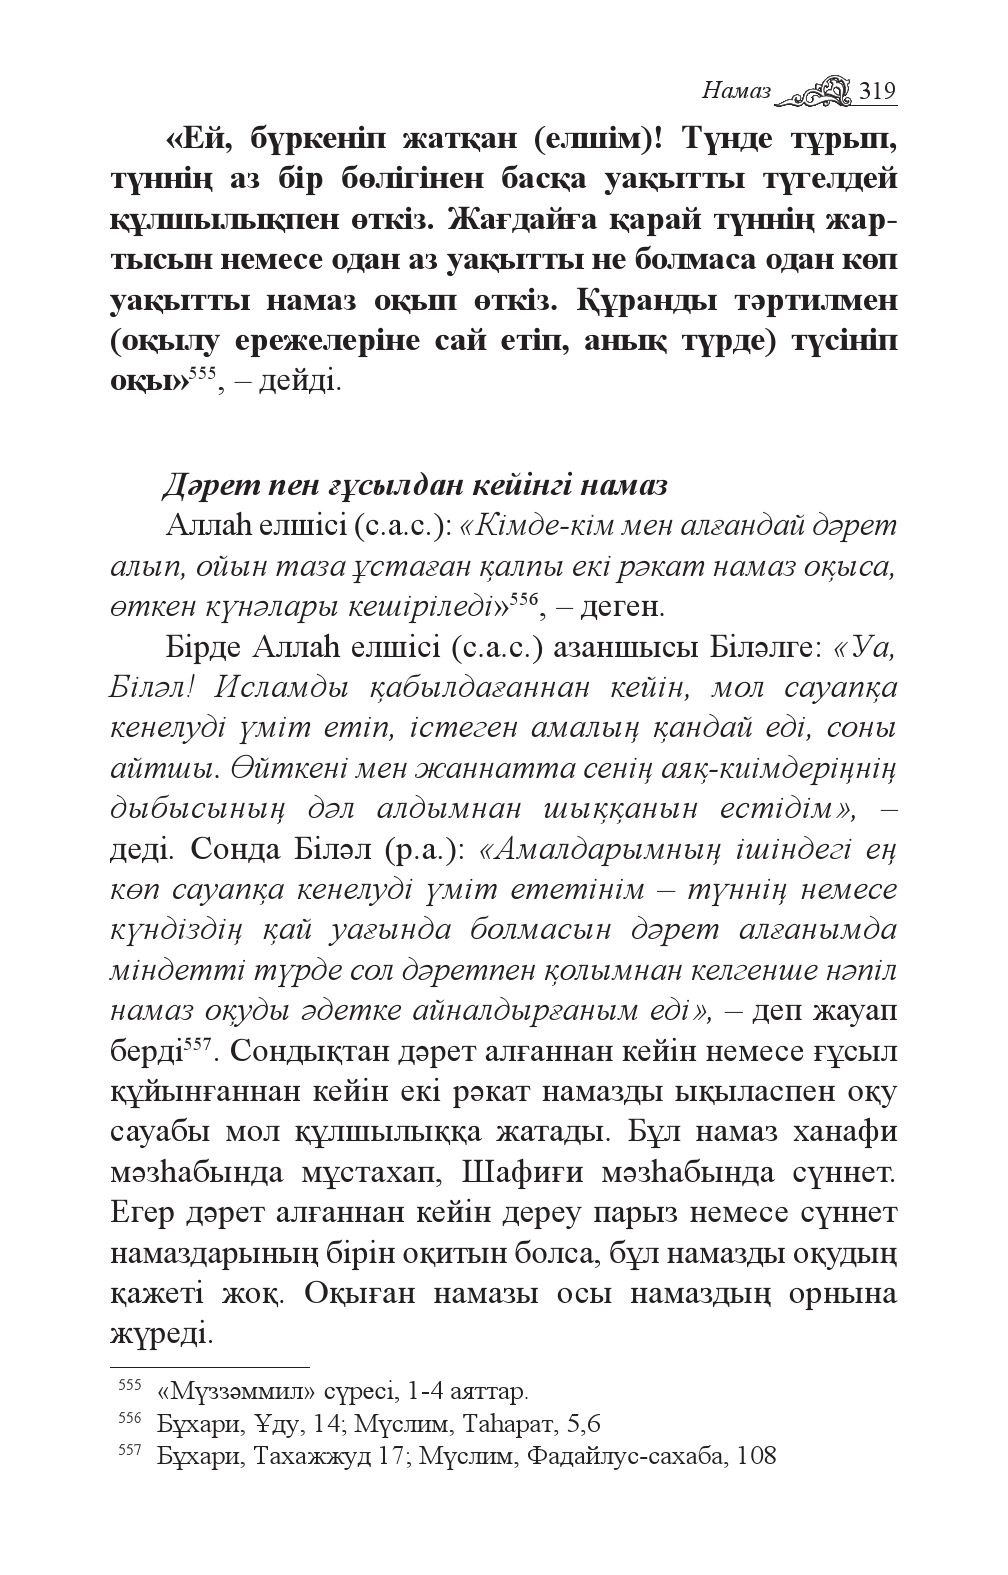 Намаз 319
«Ей, бүркеніп жатқан (елшім)! Түнде тұрып,
түннің аз бір бөлігінен басқа уақытты түгелдей
құлшылықпен өткіз. Жағдайға қарай түннің жар-
тысын немесе одан аз уақытты не болмаса одан көп
уақытты намаз оқып өткіз. Құранды тәртилмен
(оқылу ережелеріне сай етіп, анық түрде) түсініп
оқы»555, – дейді.
Дәрет пен ғұсылдан кейінгі намаз
Аллаһ елшісі (с.а.с.): «Кімде-кім мен алғандай дәрет
алып, ойын таза ұстаған қалпы екі рәкат намаз оқыса,
өткен күнәлары кешіріледі»556, – деген.
Бірде Аллаһ елшісі (с.а.с.) азаншысы Біләлге: «Уа,
Біләл! Исламды қабылдағаннан кейін, мол сауапқа
кенелуді үміт етіп, істеген амалың қандай еді, соны
айтшы. Өйткені мен жаннатта сенің аяқ-киімдеріңнің
дыбысының дәл алдымнан шыққанын естідім», –
деді. Сонда Біләл (р.а.): «Амалдарымның ішіндегі ең
көп сауапқа кенелуді үміт ететінім – түннің немесе
күндіздің қай уағында болмасын дәрет алғанымда
міндетті түрде сол дәретпен қолымнан келгенше нәпіл
намаз оқуды әдетке айналдырғаным еді», – деп жауап
берді557. Сондықтан дәрет алғаннан кейін немесе ғұсыл
құйынғаннан кейін екі рәкат намазды ықыласпен оқу
сауабы мол құлшылыққа жатады. Бұл намаз ханафи
мәзһабында мұстахап, Шафиғи мәзһабында сүннет.
Егер дәрет алғаннан кейін дереу парыз немесе сүннет
намаздарының бірін оқитын болса, бұл намазды оқудың
қажеті жоқ. Оқыған намазы осы намаздың орнына
жүреді.
555 «Мүззәммил» сүресі, 1-4 аяттар.
556 Бұхари, Ұду, 14; Мүслим, Таһарат, 5,6
557 Бұхари, Тахажжуд 17; Мүслим, Фадайлус-сахаба, 108